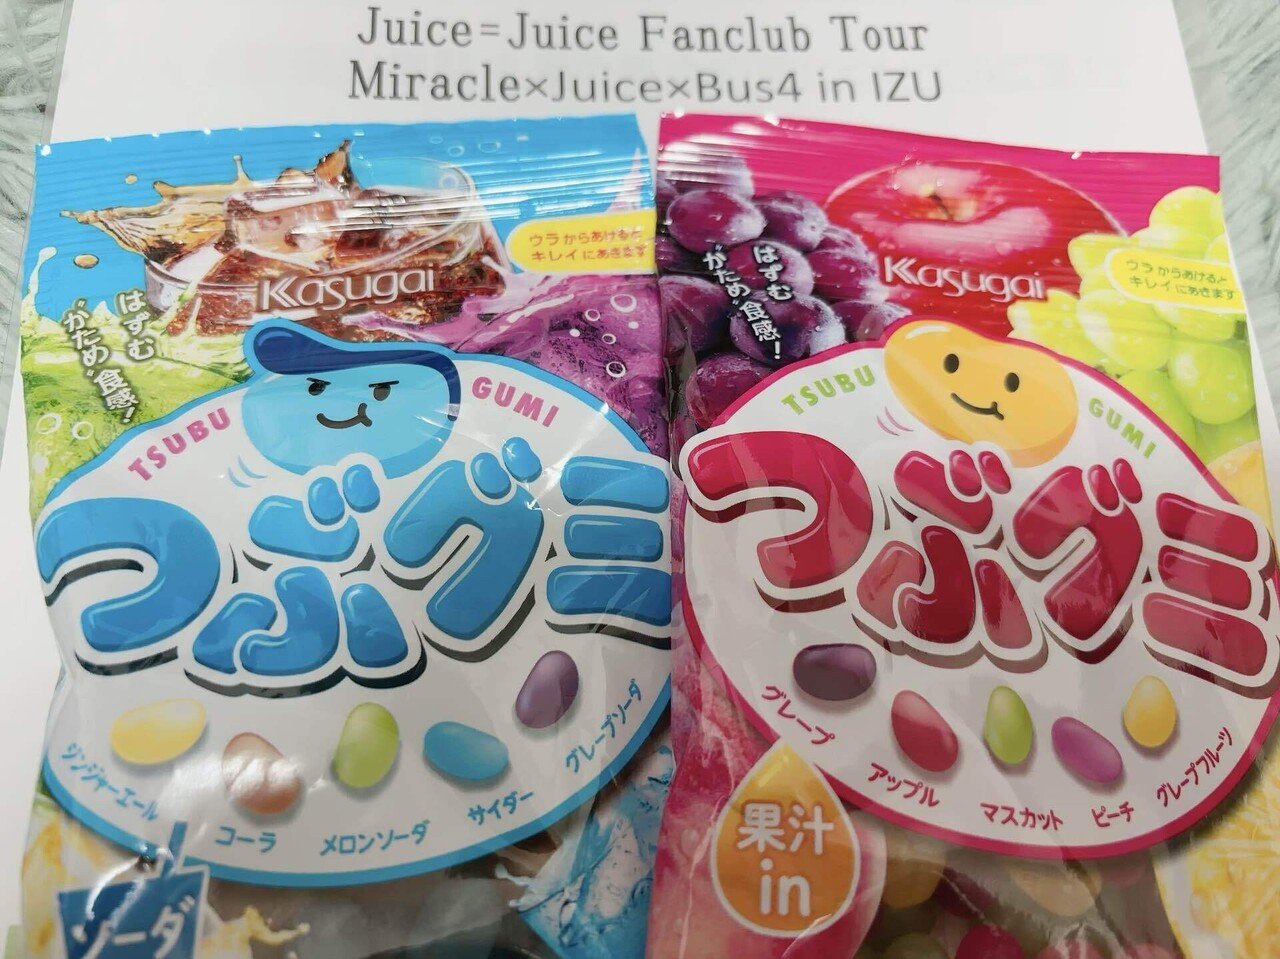 Juice=Juice Fanclub Tour
Miracle×Juice×Bus4 in IZU
ウラからあけると
キレイにあきます
Kasugai
はずむ
“がため”食感！
TSUBU GUMI
つぶグミ
ジンジャーエール
コーラ
メロンソーダ
サイダー
グレープソーダ
ソーダ
ウラからあけると
キレイにあきます
Kasugai
はずむ
“がため”食感！
TSUBU GUMI
つぶグミ
グレープ
アップル
マスカット
ピーチ
グレープフルーツ
果汁
in